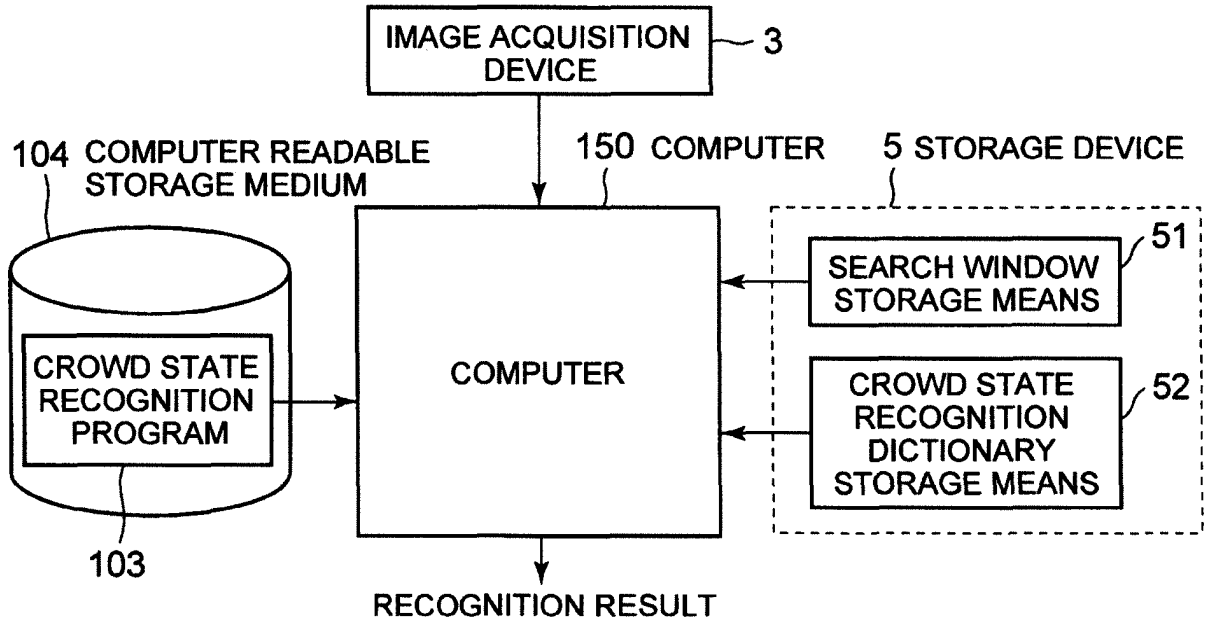 IMAGE ACQUISITION
DEVICE
3
104 COMPUTER READABLE
STORAGE MEDIUM
150 COMPUTER
5 STORAGE DEVICE
51
SEARCH WINDOW
STORAGE MEANS
CROWD STATE
RECOGNITION
PROGRAM
COMPUTER
52
CROWD STATE
RECOGNITION
DICTIONARY
STORAGE MEANS
103
RECOGNITION RESULT